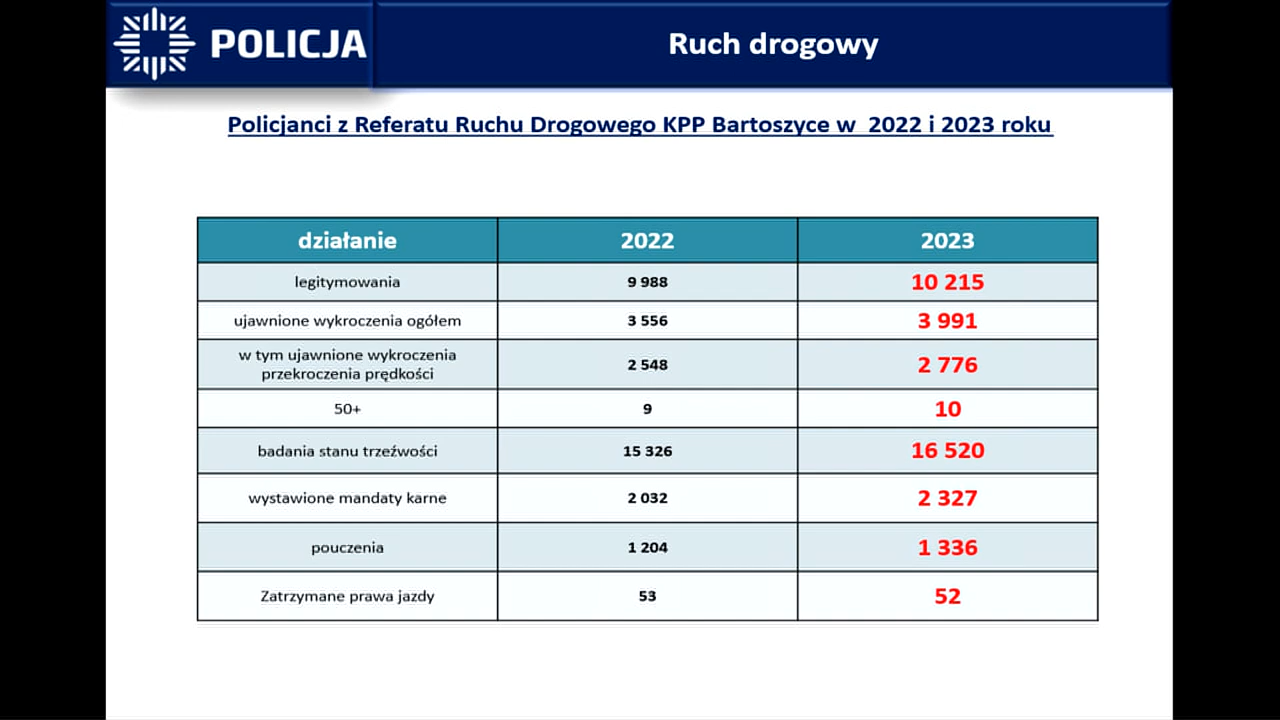 POLICJA
Ruch drogowy
Policjanci z Referatu Ruchu Drogowego KPP Bartoszyce w 2022 i 2023 roku
działanie 2022 2023
legitymowania 9 988 10 215
ujawnione wykroczenia ogółem 3 556 3 991
w tym ujawnione wykroczenia
przekroczenia prędkości 2 548 2 776
50+ 9 10
badania stanu trzeźwości 15 326 16 520
wystawione mandaty karne 2 032 2 327
pouczenia 1 204 1 336
Zatrzymane prawa jazdy 53 52